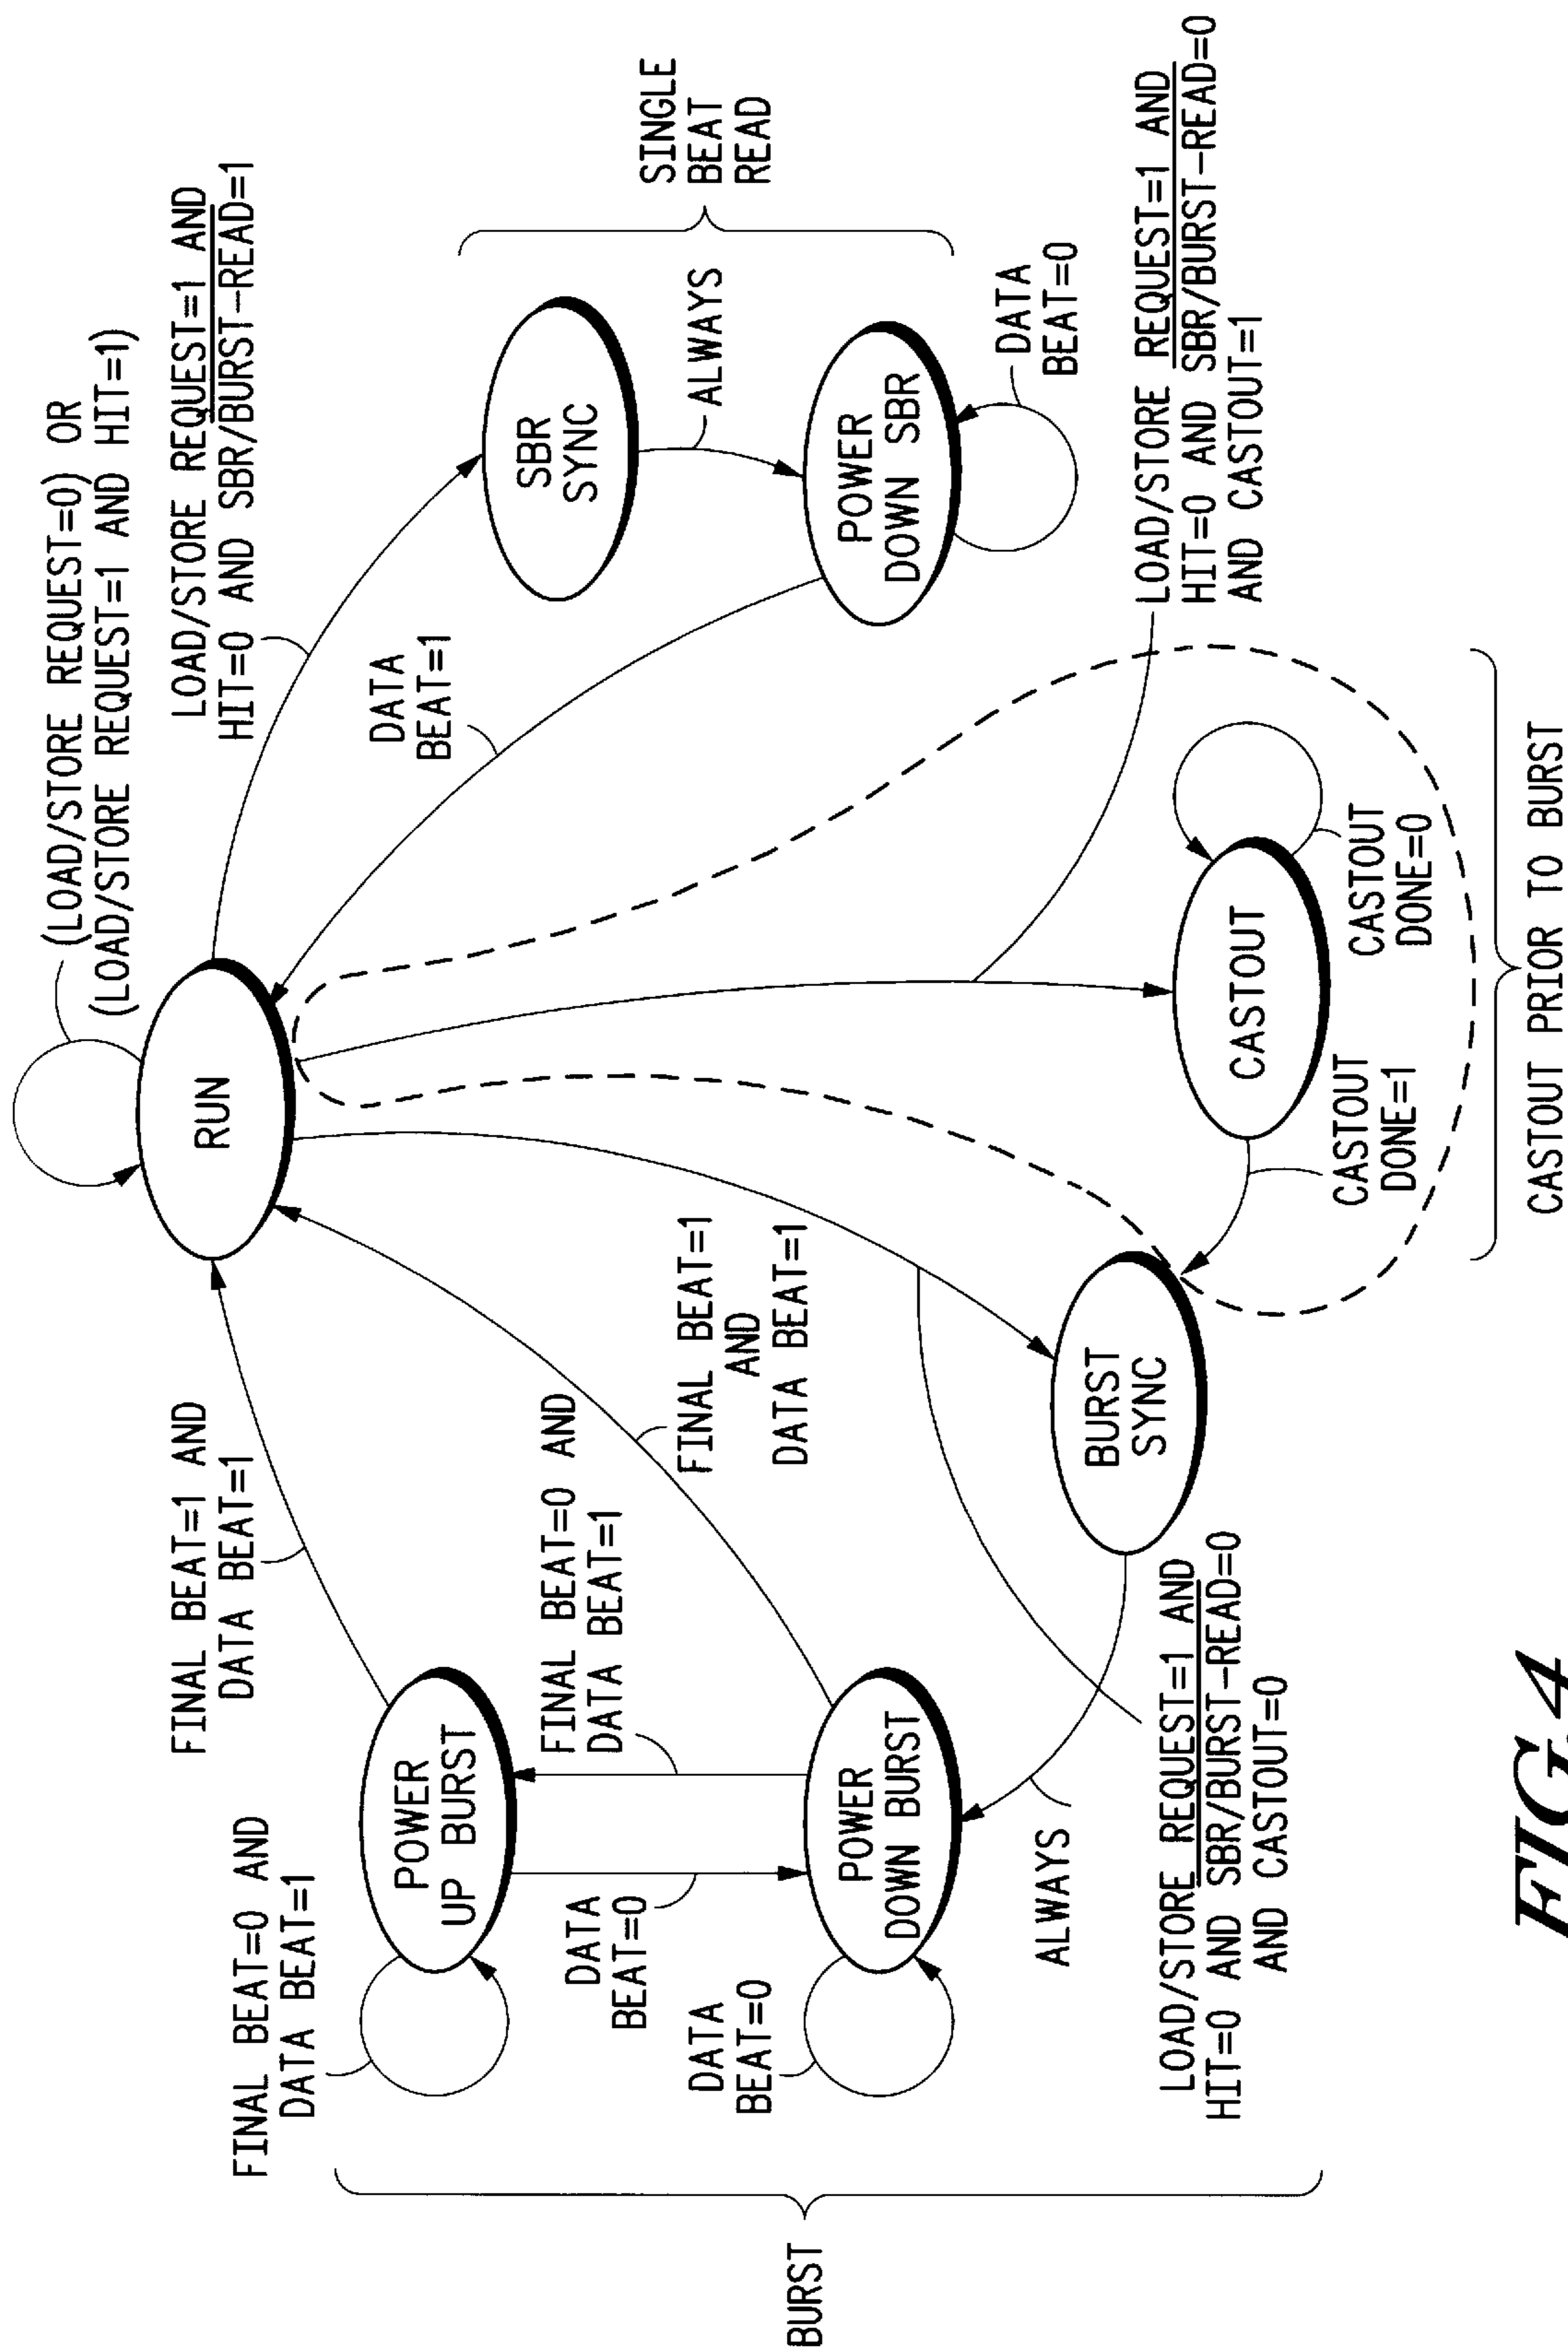 (LOAD/STORE REQUEST=0) OR
(LOAD/STORE REQUEST=1 AND HIT=1)
RUN
FINAL BEAT=1 AND
DATA BEAT=1
LOAD/STORE REQUEST=1 AND
HIT=0 AND SBR/BURST-READ=1
FINAL BEAT=0 AND
DATA BEAT=1
POWER
UP BURST
DATA
BEAT=1
SBR
SYNC
SINGLE
BEAT
READ
FINAL BEAT=0 AND
DATA BEAT=1
DATA
BEAT=0
FINAL BEAT=1
AND
DATA BEAT=1
ALWAYS
DATA
BEAT=0
POWER
DOWN BURST
POWER
DOWN SBR
BURST
DATA
BEAT=0
ALWAYS
BURST
SYNC
LOAD/STORE REQUEST=1 AND
HIT=0 AND SBR/BURST-READ=0
AND CASTOUT=1
LOAD/STORE REQUEST=1 AND
HIT=0 AND SBR/BURST-READ=0
AND CASTOUT=0
CASTOUT
CASTOUT
DONE=1
CASTOUT
DONE=0
CASTOUT PRIOR TO BURST
FIG.4